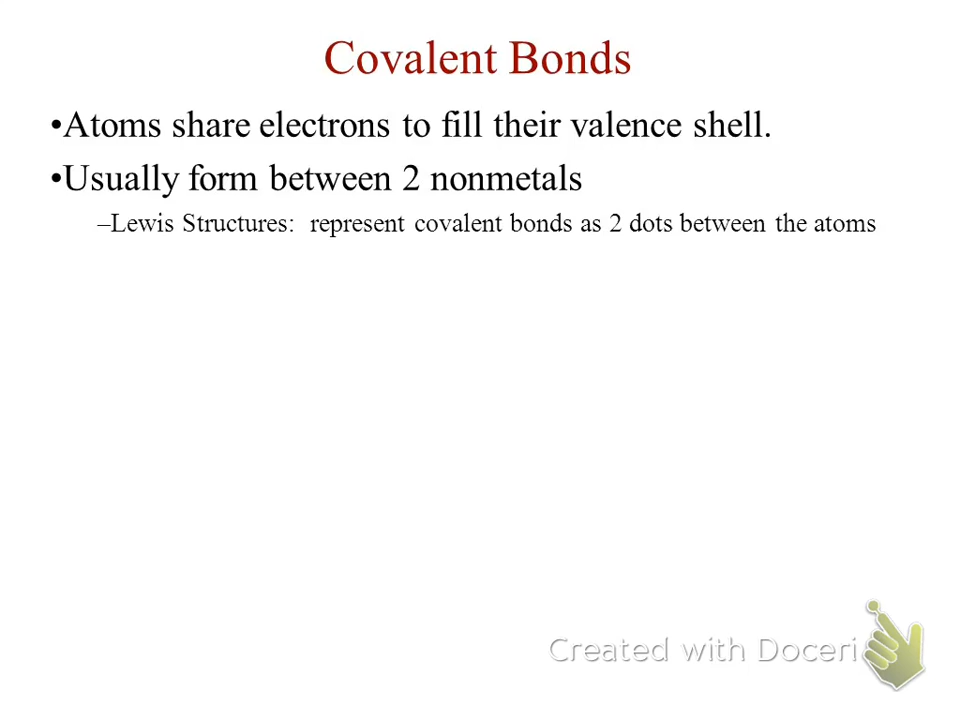 Covalent Bonds
•Atoms share electrons to fill their valence shell.
•Usually form between 2 nonmetals
–Lewis Structures:  represent covalent bonds as 2 dots between the atoms
Created with Doceri